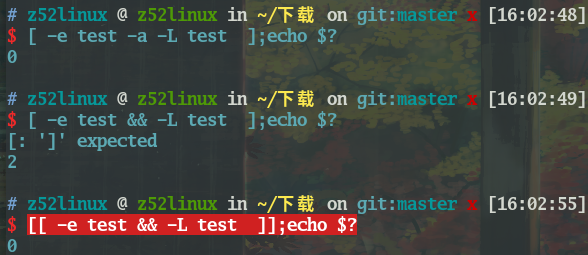 # z52linux @ z52linux in ~/下载 on git:master x [16:02:48]
$ [ -e test -a -L test  ];echo $?
0
# z52linux @ z52linux in ~/下载 on git:master x [16:02:49]
$ [ -e test && -L test  ];echo $?
[: ']' expected
2
# z52linux @ z52linux in ~/下载 on git:master x [16:02:55]
$ [[ -e test && -L test  ]];echo $?
0